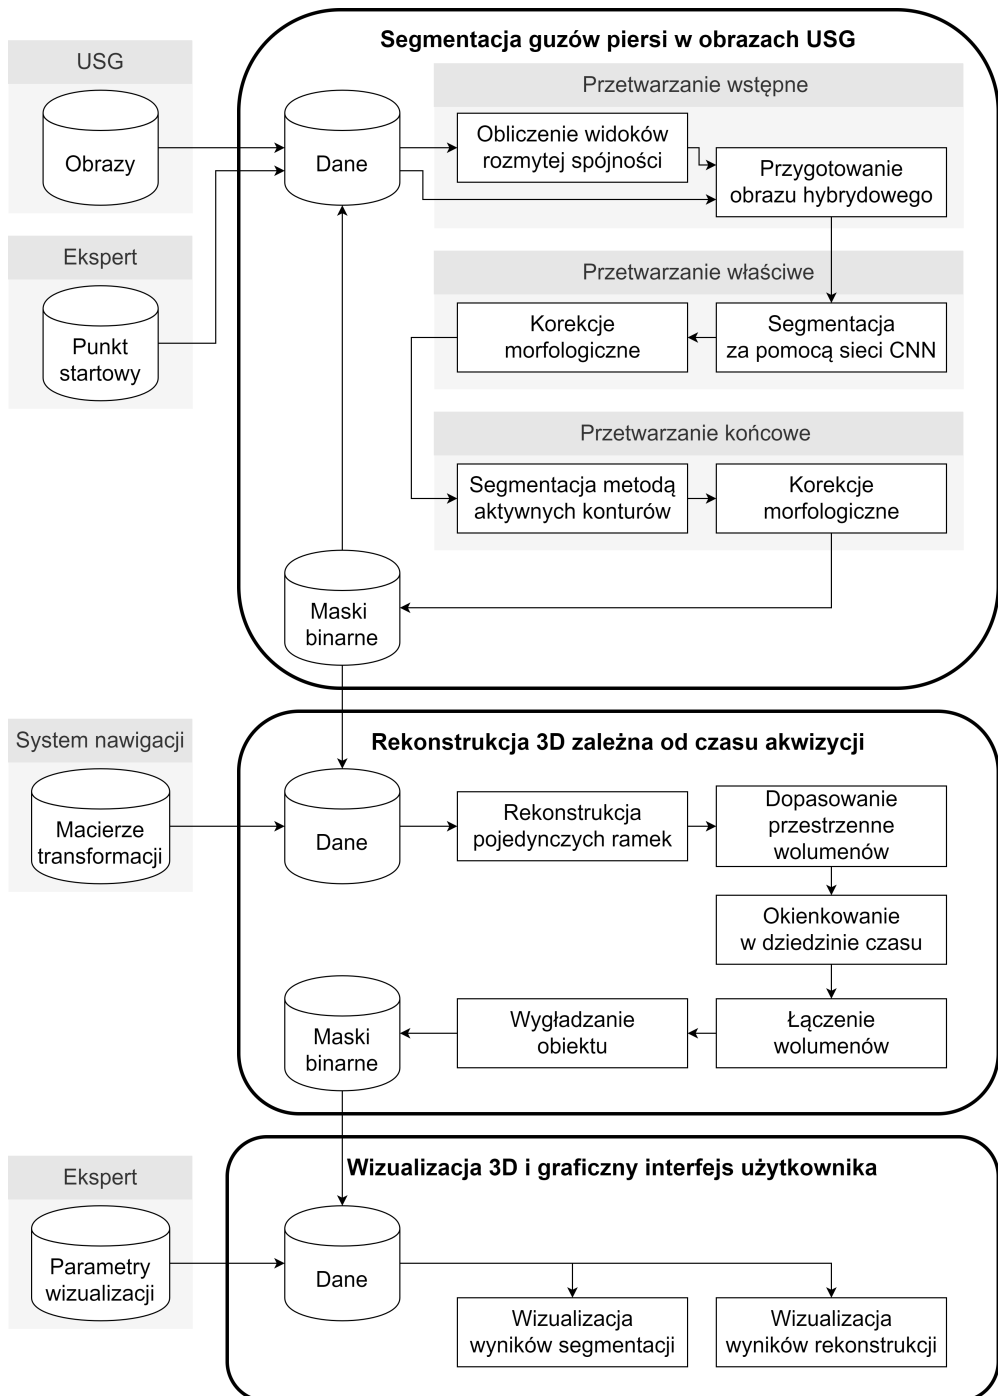 Segmentacja guzów piersi w obrazach USG
USG
Obrazy
Ekspert
Punkt
startowy
Dane
Przetwarzanie wstępne
Obliczenie widoków
rozmytej spójności
Przygotowanie
obrazu hybrydowego
Przetwarzanie właściwe
Korekcje
morfologiczne
Segmentacja
za pomocą sieci CNN
Przetwarzanie końcowe
Segmentacja metodą
aktywnych konturów
Korekcje
morfologiczne
Maski
binarne
Rekonstrukcja 3D zależna od czasu akwizycji
System nawigacji
Macierze
transformacji
Dane
Rekonstrukcja
pojedynczych ramek
Dopasowanie
przestrzenne
wolumenów
Okienkowanie
w dziedzinie czasu
Łączenie
wolumenów
Wygładzanie
obiektu
Maski
binarne
Wizualizacja 3D i graficzny interfejs użytkownika
Ekspert
Parametry
wizualizacji
Dane
Wizualizacja
wyników segmentacji
Wizualizacja
wyników rekonstrukcji